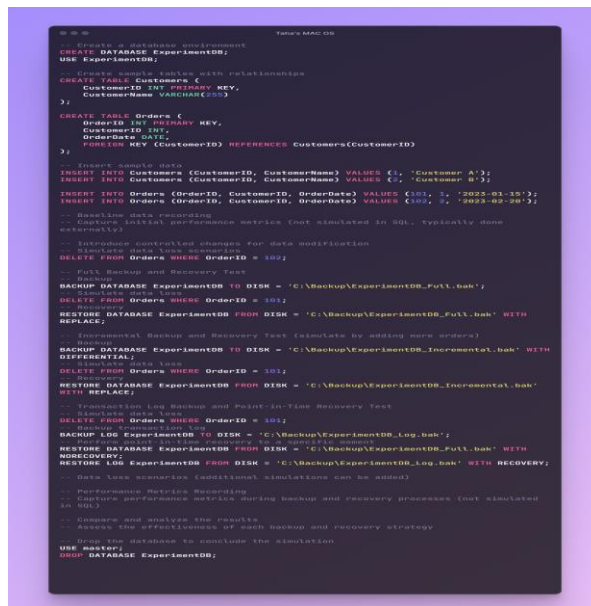 Taha's MAC OS
-- Create a database environment
CREATE DATABASE ExperimentDB;
USE ExperimentDB;
-- Create sample tables with relationships
CREATE TABLE Customers (
CustomerID INT PRIMARY KEY,
CustomerName VARCHAR(255)
);
CREATE TABLE Orders (
OrderID INT PRIMARY KEY,
CustomerID INT,
OrderDate DATE,
FOREIGN KEY (CustomerID) REFERENCES Customers(CustomerID)
);
-- Insert sample data
INSERT INTO Customers (CustomerID, CustomerName) VALUES (1, 'Customer A');
INSERT INTO Customers (CustomerID, CustomerName) VALUES (2, 'Customer B');
INSERT INTO Orders (OrderID, CustomerID, OrderDate) VALUES (101, 1, '2023-01-15');
INSERT INTO Orders (OrderID, CustomerID, OrderDate) VALUES (102, 2, '2023-02-20');
-- Baseline data recording
-- Capture initial performance metrics (not simulated in SQL, typically done
externally)
-- Introduce controlled changes for data modification
-- Simulate data loss scenarios
DELETE FROM Orders WHERE OrderID = 102;
-- Full Backup and Recovery Test
-- Backup
BACKUP DATABASE ExperimentDB TO DISK = 'C:\Backup\ExperimentDB_Full.bak';
-- Simulate data loss
DELETE FROM Orders WHERE OrderID = 101;
-- Recovery
RESTORE DATABASE ExperimentDB FROM DISK = 'C:\Backup\ExperimentDB_Full.bak' WITH
REPLACE;
-- Incremental Backup and Recovery Test (simulate by adding more orders)
-- Backup
BACKUP DATABASE ExperimentDB TO DISK = 'C:\Backup\ExperimentDB_Incremental.bak' WITH
DIFFERENTIAL;
-- Simulate data loss
DELETE FROM Orders WHERE OrderID = 101;
-- Recovery
RESTORE DATABASE ExperimentDB FROM DISK = 'C:\Backup\ExperimentDB_Incremental.bak'
WITH REPLACE;
-- Transaction Log Backup and Point-in-Time Recovery Test
-- Simulate data loss
DELETE FROM Orders WHERE OrderID = 101;
-- Backup transaction log
BACKUP LOG ExperimentDB TO DISK = 'C:\Backup\ExperimentDB_Log.bak';
-- Perform point-in-time recovery to a specific moment
RESTORE DATABASE ExperimentDB FROM DISK = 'C:\Backup\ExperimentDB_Full.bak' WITH
NORECOVERY;
RESTORE LOG ExperimentDB FROM DISK = 'C:\Backup\ExperimentDB_Log.bak' WITH RECOVERY;
-- Data loss scenarios (additional simulations can be added)
-- Performance Metrics Recording
-- Capture performance metrics during backup and recovery processes (not simulated
in SQL)
-- Compare and analyze the results
-- Assess the effectiveness of each backup and recovery strategy
-- Drop the database to conclude the simulation
USE master;
DROP DATABASE ExperimentDB;